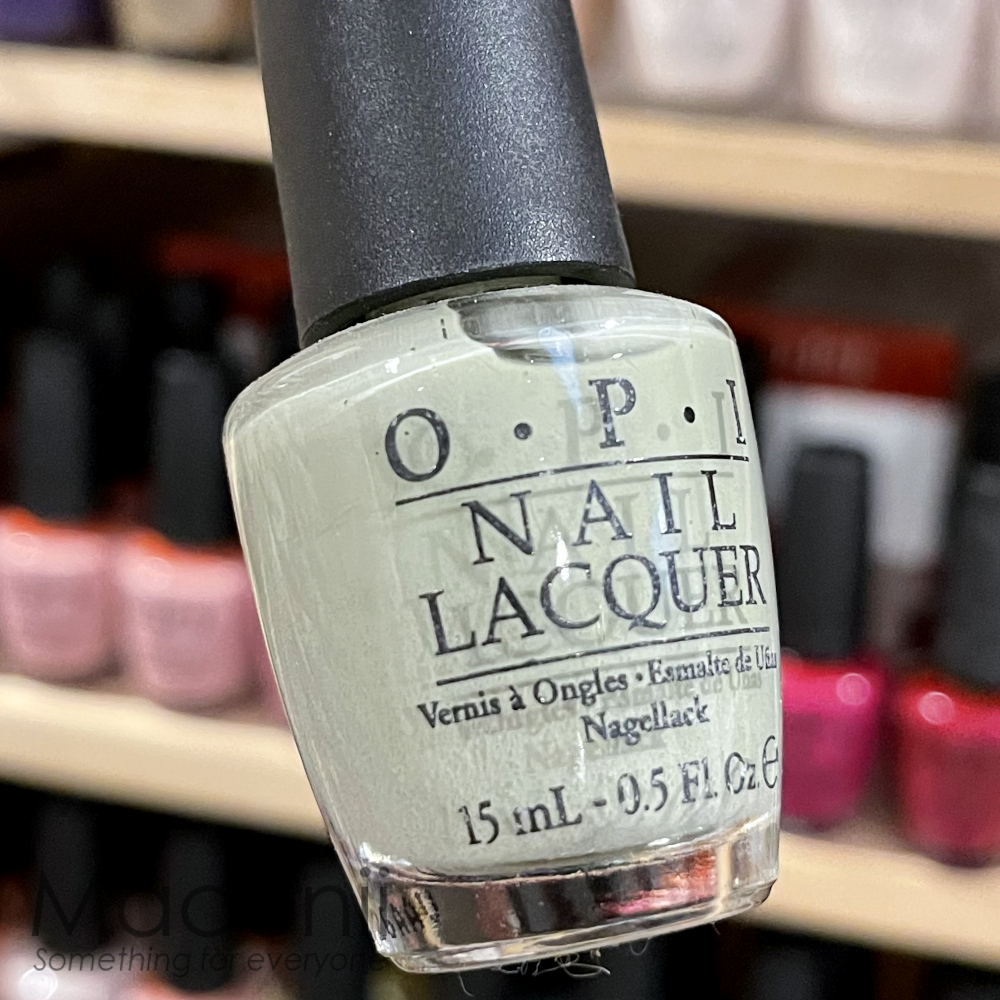 O · P · I
NAIL
LACQUER
Vernis à Ongles · Esmalte de Uñas
Nagellack
15 mL - 0.5 Fl. Oz. e
Something for everyone